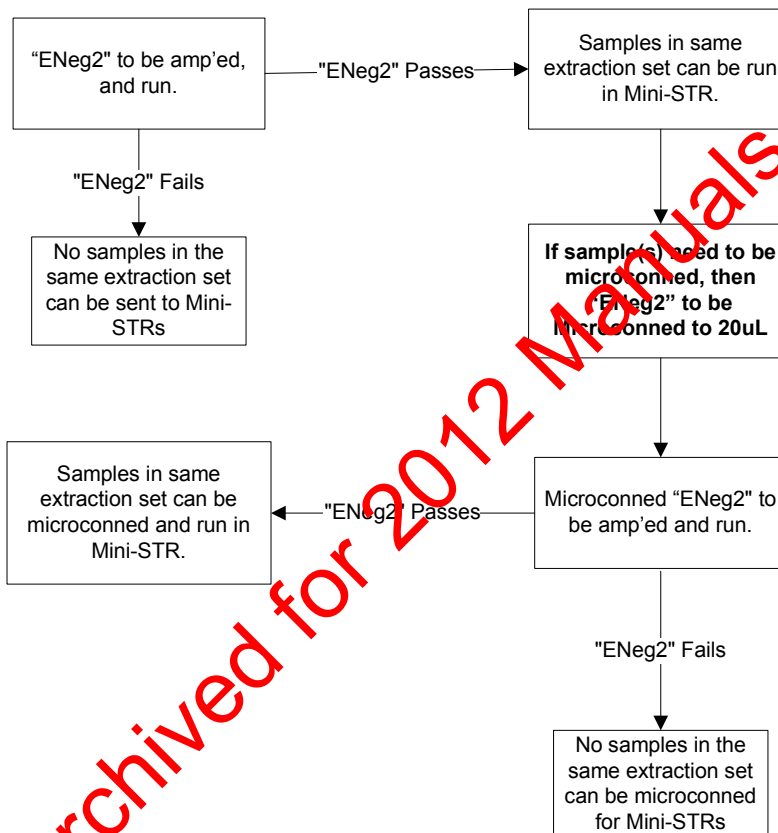 “ENeg2" to be amp’ed,
and run.
"ENeg2" Passes
Samples in same
extraction set can be run
in Mini-STR.
"ENeg2" Fails
No samples in the
same extraction set
can be sent to Mini-
STRs
If sample(s) need to be
microconned, then
“ENeg2” to be
Microconned to 20uL
Samples in same
extraction set can be
microconned and run in
Mini-STR.
"ENeg2" Passes
Microconned “ENeg2" to
be amp’ed and run.
"ENeg2" Fails
No samples in the
same extraction set
can be microconned
for Mini-STRs
Archived for 2012 Manuals